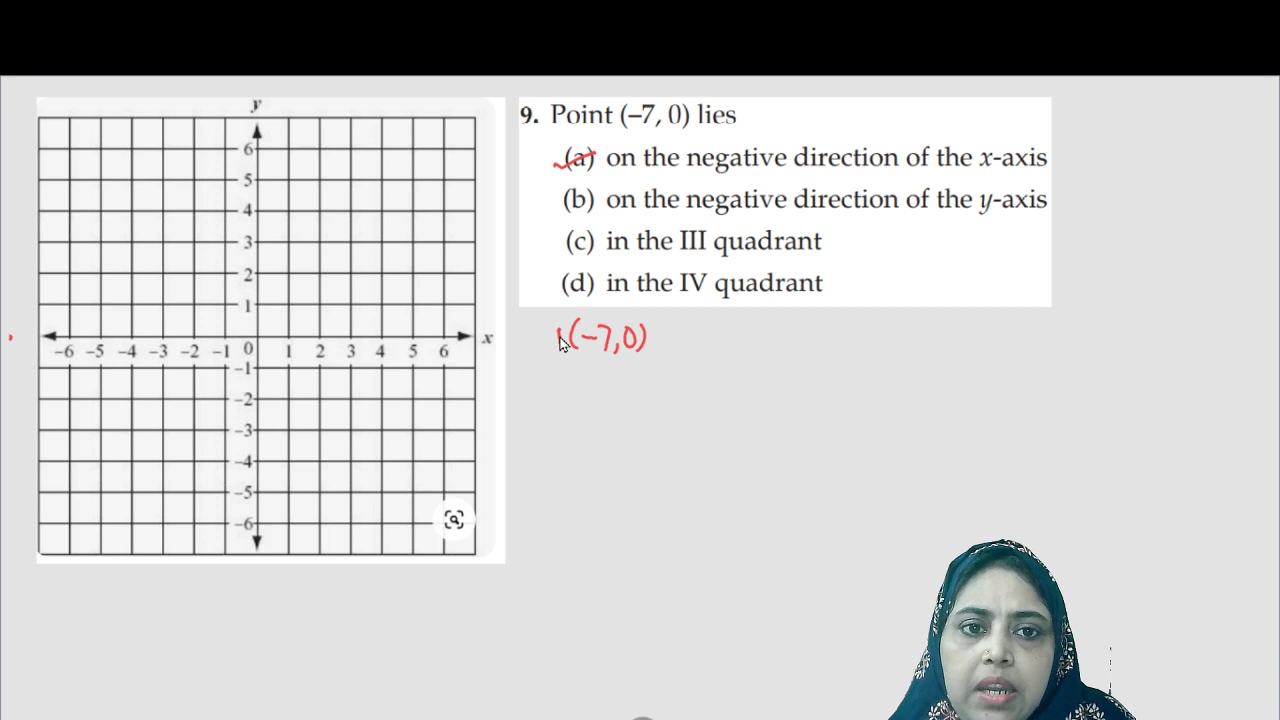 y
6
5
4
3
2
1
x
–6 –5 –4 –3 –2 –1 0 1 2 3 4 5 6
–1
–2
–3
–4
–5
–6
9. Point (–7, 0) lies
(a) on the negative direction of the x-axis
(b) on the negative direction of the y-axis
(c) in the III quadrant
(d) in the IV quadrant
(-7,0)